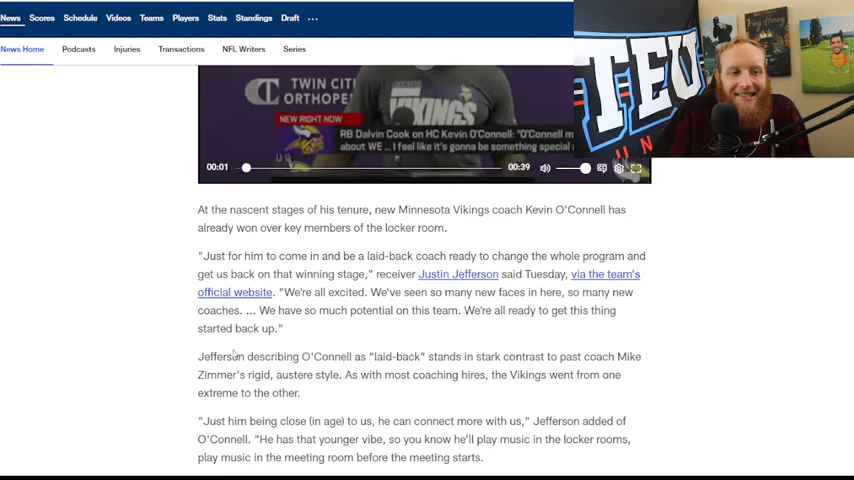 News Scores Schedule Videos Teams Players Stats Standings Draft ...
News Home Podcasts Injuries Transactions NFL Writers Series
TWIN CIT
ORTHOPE
VIKINGS
NEW RIGHT NOW
RB Dalvin Cook on HC Kevin O'Connell: "O'Connell m
about WE ... I feel like it's gonna be something special
00:01 00:39
TEU
At the nascent stages of his tenure, new Minnesota Vikings coach Kevin O'Connell has
already won over key members of the locker room.
"Just for him to come in and be a laid-back coach ready to change the whole program and
get us back on that winning stage," receiver Justin Jefferson said Tuesday, via the team's
official website. "We're all excited. We've seen so many new faces in here, so many new
coaches. ... We have so much potential on this team. We're all ready to get this thing
started back up."
Jefferson describing O'Connell as "laid-back" stands in stark contrast to past coach Mike
Zimmer's rigid, austere style. As with most coaching hires, the Vikings went from one
extreme to the other.
"Just him being close (in age) to us, he can connect more with us," Jefferson added of
O'Connell. "He has that younger vibe, so you know he'll play music in the locker rooms,
play music in the meeting room before the meeting starts.